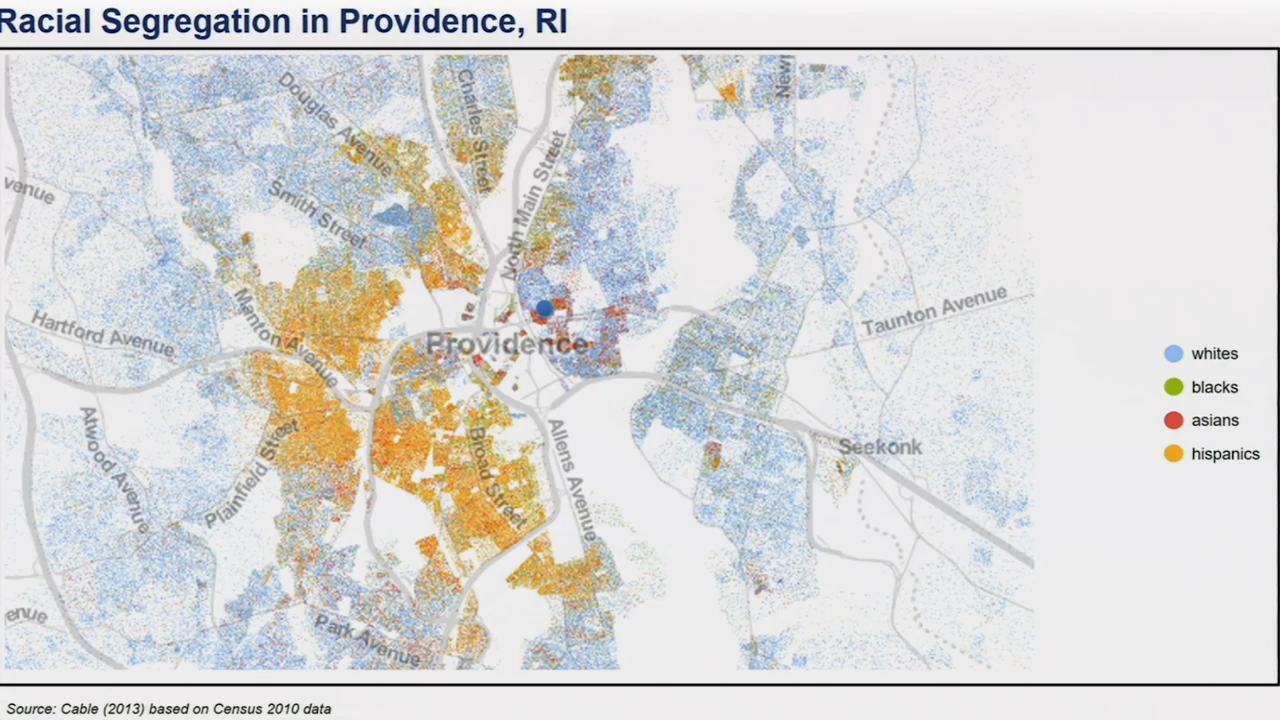 Racial Segregation in Providence, RI
Douglas Avenue
Charles Street
Newp
venue
Smith Street
North Main Street
Hartford Avenue
Manton Avenue
Providence
Taunton Avenue
whites
blacks
asians
hispanics
Atwood Avenue
Plainfield Street
Broad Street
Allens Avenue
Seekonk
enue
Park Avenue
Source: Cable (2013) based on Census 2010 data